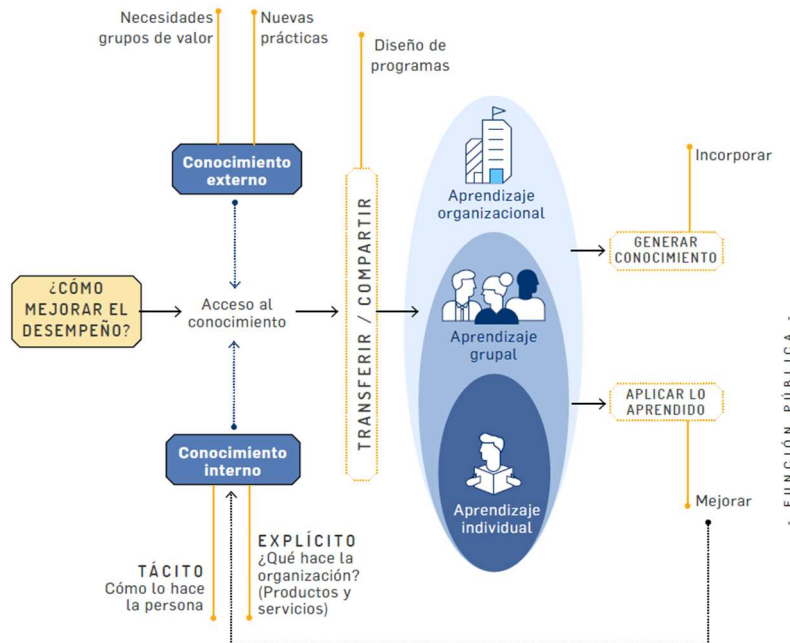 Necesidades
grupos de valor
Nuevas
prácticas
Diseño de
programas
Conocimiento
externo
Aprendizaje
organizacional
Incorporar
GENERAR
CONOCIMIENTO
¿CÓMO
MEJORAR EL
DESEMPEÑO?
Acceso al
conocimiento
TRANSFERIR / COMPARTIR
Aprendizaje
grupal
APLICAR LO
APRENDIDO
Conocimiento
interno
Aprendizaje
individual
Mejorar
TÁCITO
Cómo lo hace
la persona
EXPLÍCITO
¿Qué hace la
organización?
(Productos y
servicios)
- FUNCIÓN PÚBLICA -